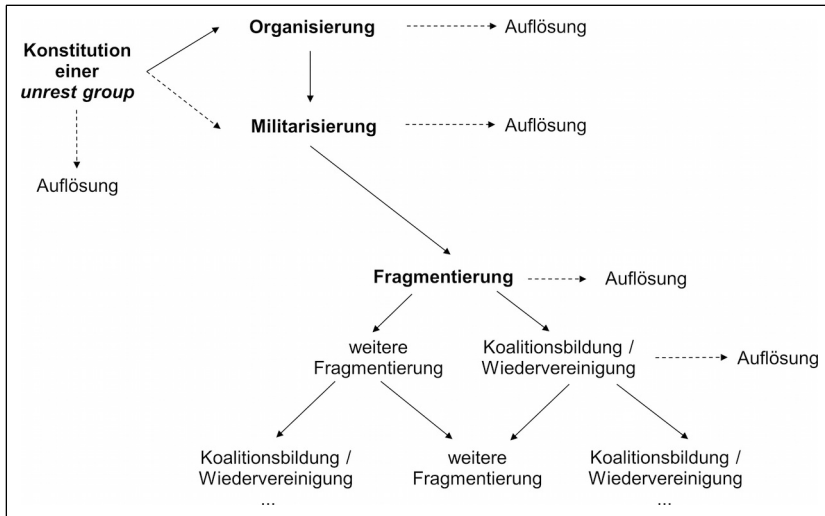 Organisierung
Auflösung
Konstitution
einer
unrest group
Militarisierung
Auflösung
Auflösung
Fragmentierung
Auflösung
weitere
Fragmentierung
Koalitionsbildung /
Wiedervereinigung
Auflösung
Koalitionsbildung /
Wiedervereinigung
...
weitere
Fragmentierung
Koalitionsbildung /
Wiedervereinigung
...